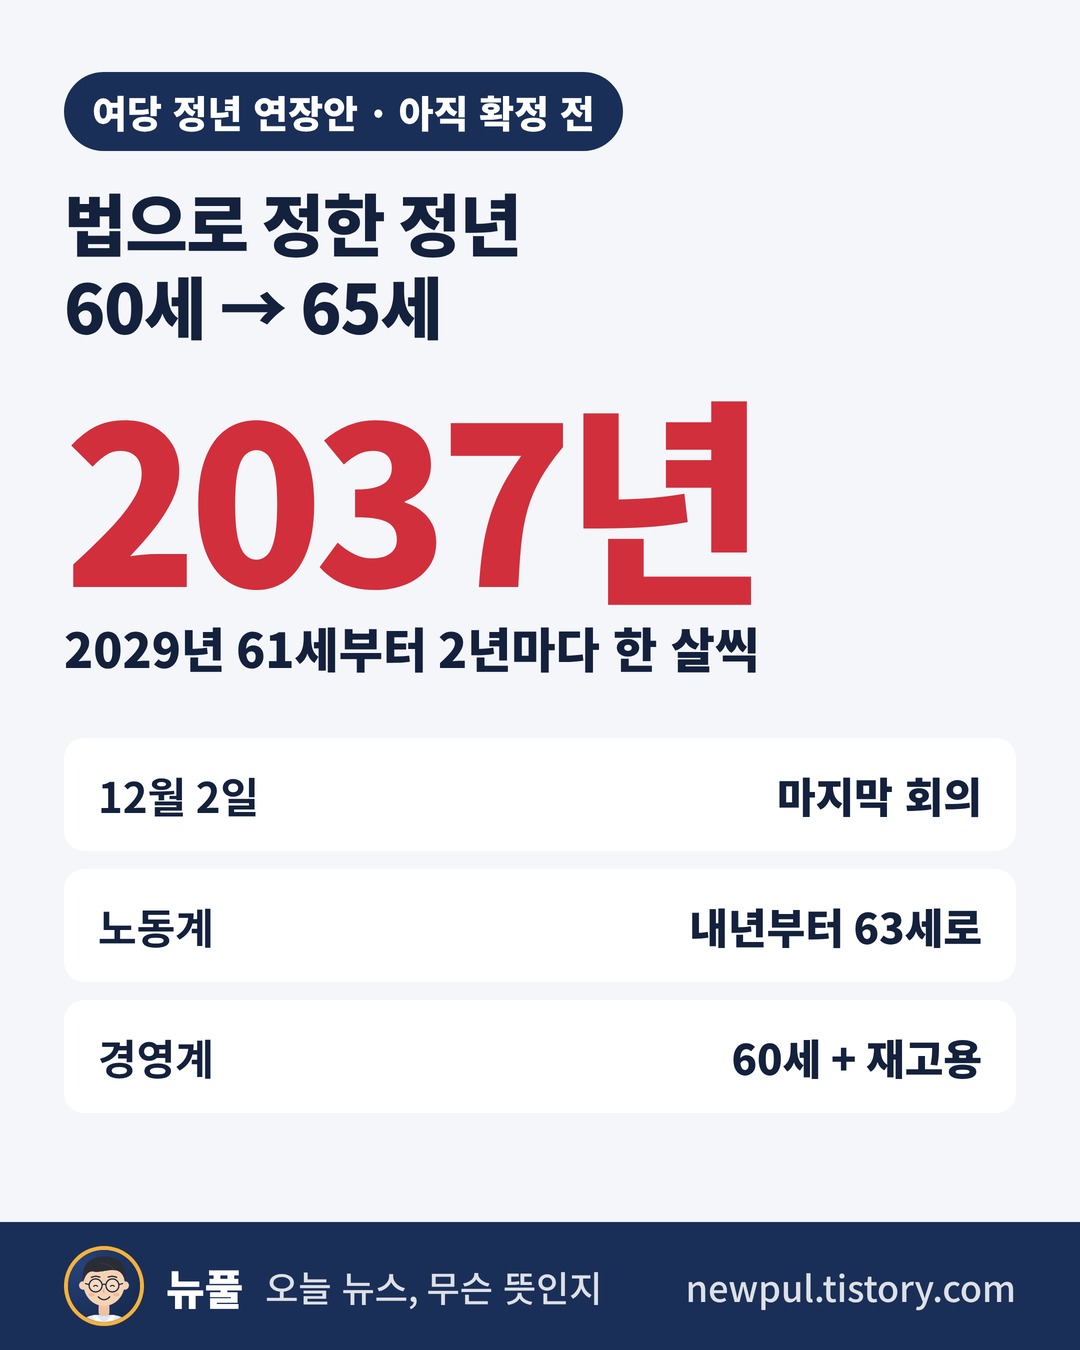 여당 정년 연장안 · 아직 확정 전
법으로 정한 정년
60세 → 65세
2037년
2029년 61세부터 2년마다 한 살씩
12월 2일 마지막 회의
노동계 내년부터 63세로
경영계 60세 + 재고용
뉴풀 오늘 뉴스, 무슨 뜻인지 newpul.tistory.com